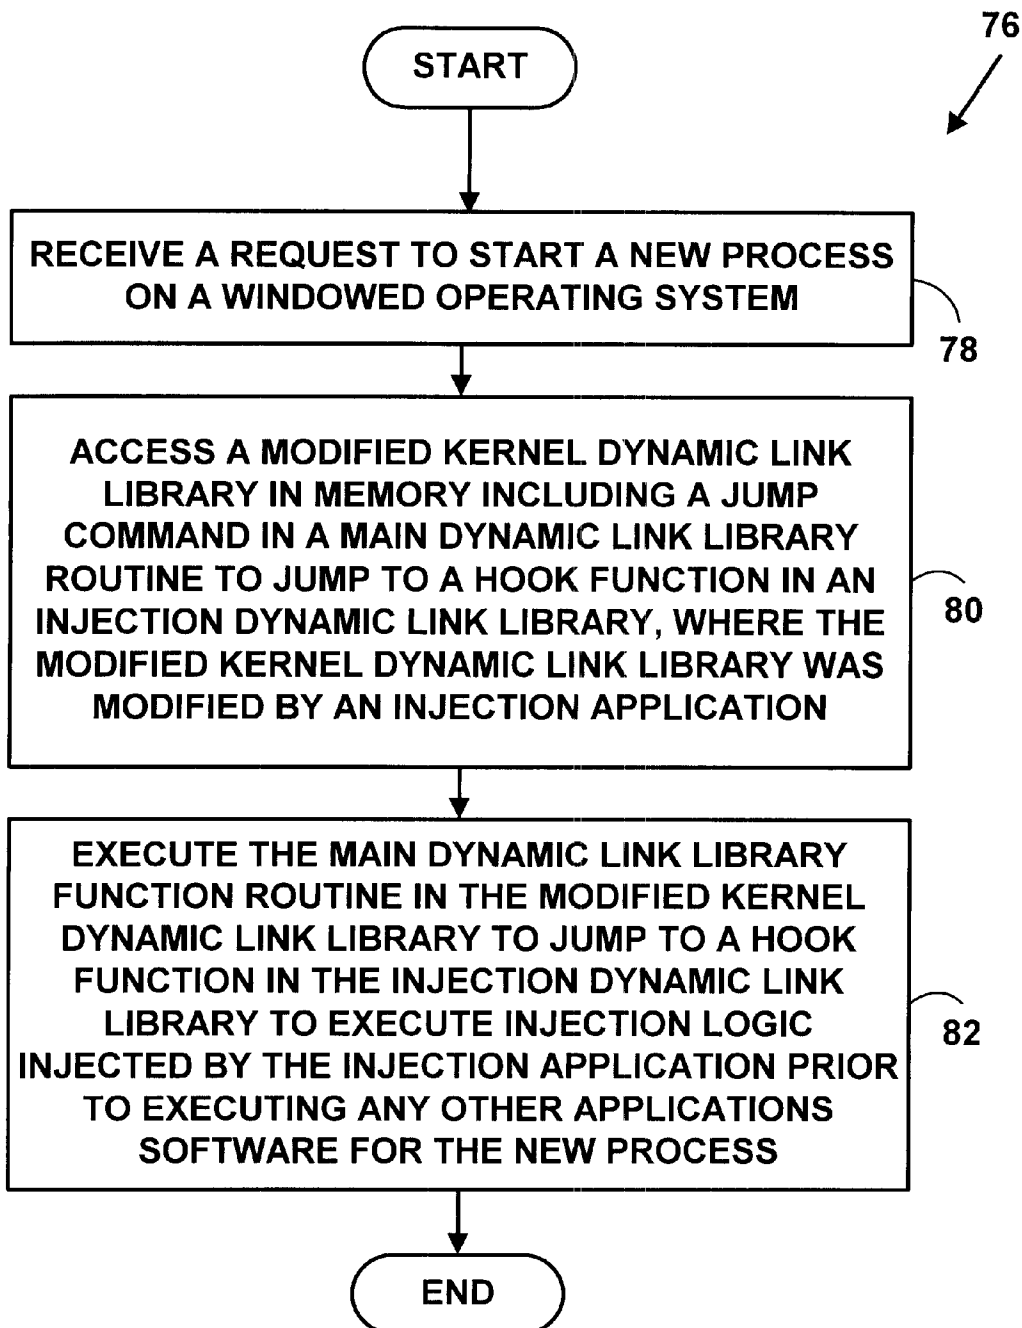 76
START
RECEIVE A REQUEST TO START A NEW PROCESS
ON A WINDOWED OPERATING SYSTEM
78
ACCESS A MODIFIED KERNEL DYNAMIC LINK
LIBRARY IN MEMORY INCLUDING A JUMP
COMMAND IN A MAIN DYNAMIC LINK LIBRARY
ROUTINE TO JUMP TO A HOOK FUNCTION IN AN
INJECTION DYNAMIC LINK LIBRARY, WHERE THE
MODIFIED KERNEL DYNAMIC LINK LIBRARY WAS
MODIFIED BY AN INJECTION APPLICATION
80
EXECUTE THE MAIN DYNAMIC LINK LIBRARY
FUNCTION ROUTINE IN THE MODIFIED KERNEL
DYNAMIC LINK LIBRARY TO JUMP TO A HOOK
FUNCTION IN THE INJECTION DYNAMIC LINK
LIBRARY TO EXECUTE INJECTION LOGIC
INJECTED BY THE INJECTION APPLICATION PRIOR
TO EXECUTING ANY OTHER APPLICATIONS
SOFTWARE FOR THE NEW PROCESS
82
END